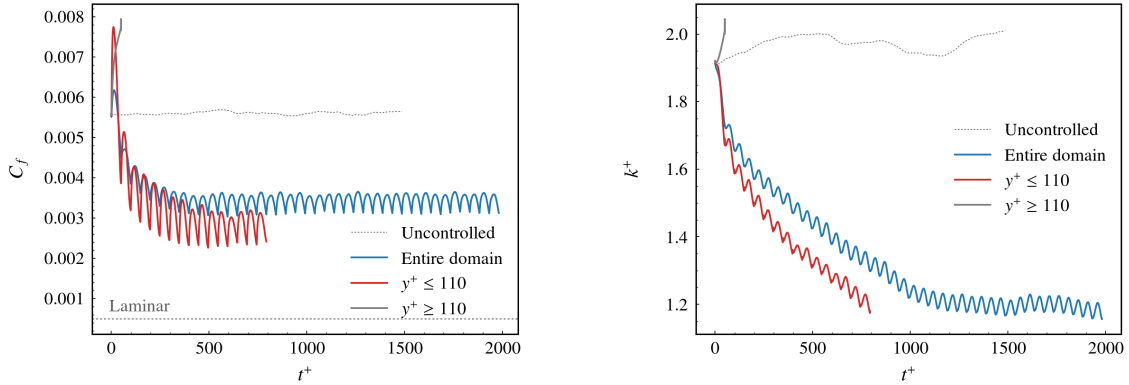 0.008
0.007
0.006
0.005
0.004
0.003
0.002
0.001
C_f
Uncontrolled
Entire domain
y⁺ ≤ 110
y⁺ ≥ 110
Laminar
0
500
1000
1500
2000
t⁺
2.0
1.8
1.6
1.4
1.2
k⁺
Uncontrolled
Entire domain
y⁺ ≤ 110
y⁺ ≥ 110
0
500
1000
1500
2000
t⁺